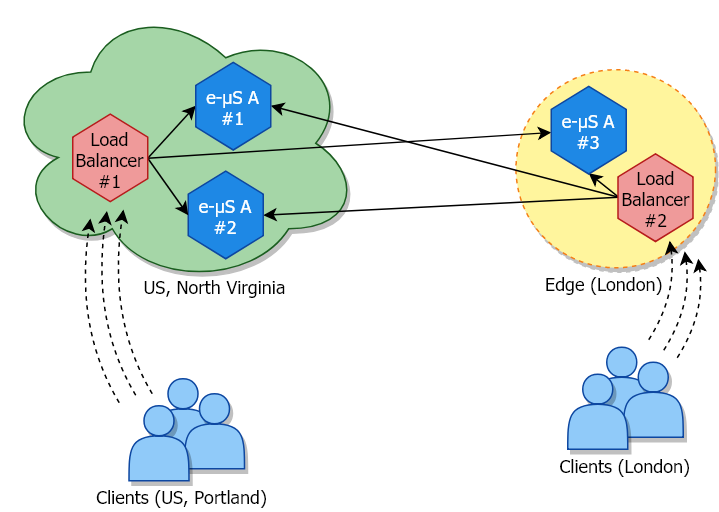 e-μS A
#1
Load
Balancer
#1
e-μS A
#2
US, North Virginia
e-μS A
#3
Load
Balancer
#2
Edge (London)
Clients (US, Portland)
Clients (London)